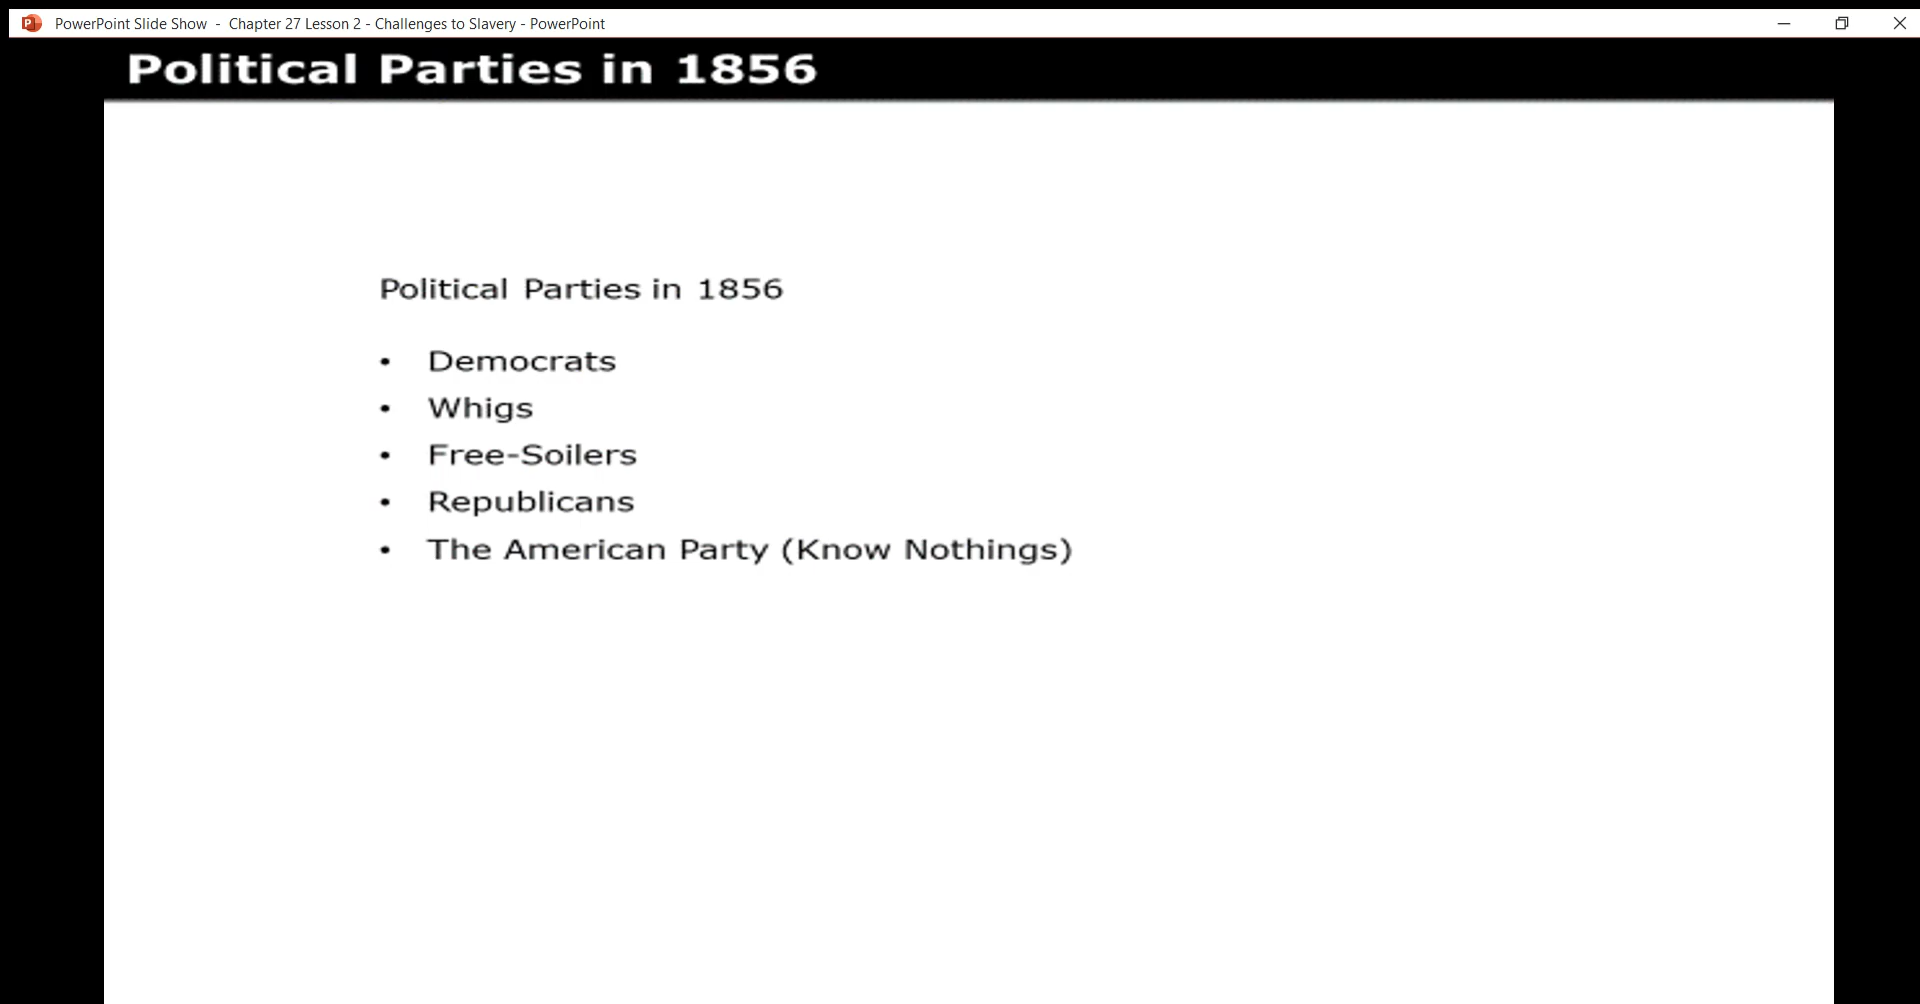 PowerPoint Slide Show - Chapter 27 Lesson 2 - Challenges to Slavery - PowerPoint
Political Parties in 1856
Political Parties in 1856
• Democrats
• Whigs
• Free-Soilers
• Republicans
• The American Party (Know Nothings)